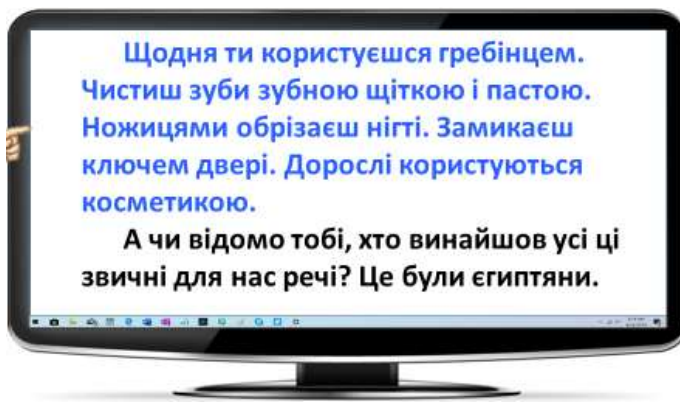 Щодня ти користуєшся гребінцем.
Чистиш зуби зубною щіткою і пастою.
Ножицями обрізаєш нігті. Замикаєш
ключем двері. Дорослі користуються
косметикою.
А чи відомо тобі, хто винайшов усі ці
звичні для нас речі? Це були єгиптяни.